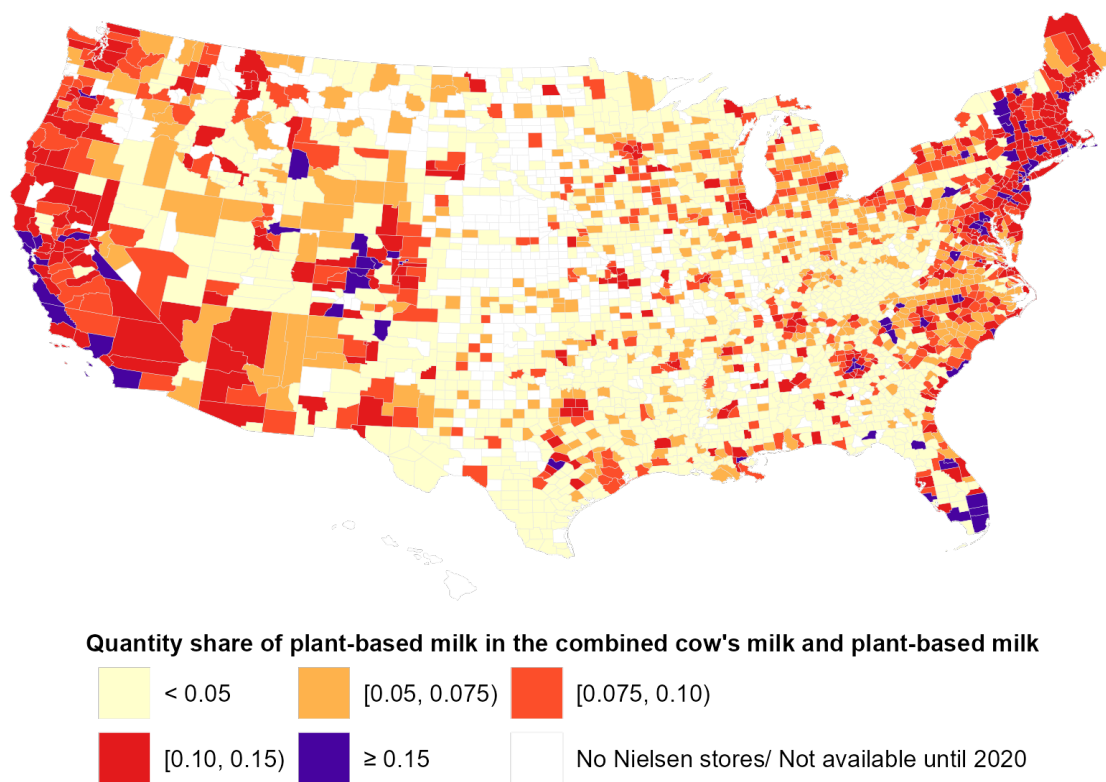 Quantity share of plant-based milk in the combined cow's milk and plant-based milk
< 0.05 [0.05, 0.075) [0.075, 0.10)
[0.10, 0.15) ≥ 0.15 No Nielsen stores/ Not available until 2020